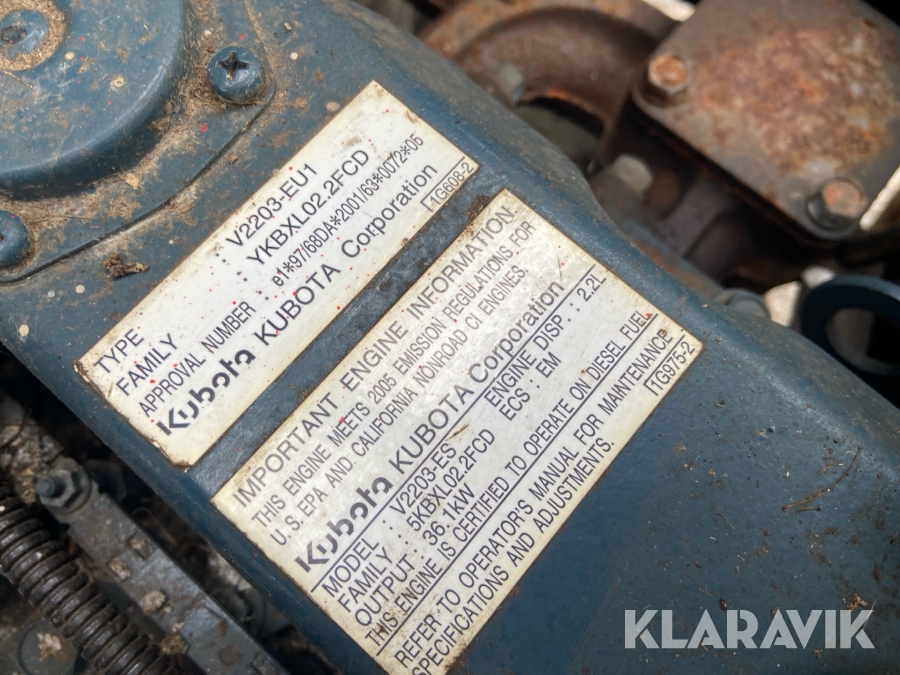 TYPE V2203-EU1
FAMILY YKBXL02.2FCD
APPROVAL NUMBER e1*97/68DA*2001/63*0072*05
Kubota KUBOTA Corporation
1G608-2
IMPORTANT ENGINE INFORMATION
THIS ENGINE MEETS 2005 EMISSION REGULATIONS FOR
U.S. EPA AND CALIFORNIA NONROAD CI ENGINES.
Kubota KUBOTA Corporation
MODEL : V2203-ES ENGINE DISP : 2.2L
FAMILY : 5KBXL02.2FCD ECS : EM
OUTPUT : 36.1kW
THIS ENGINE IS CERTIFIED TO OPERATE ON DIESEL FUEL.
REFER TO OPERATOR'S MANUAL FOR MAINTENANCE
SPECIFICATIONS AND ADJUSTMENTS.
1G975-2
KLARAVIK